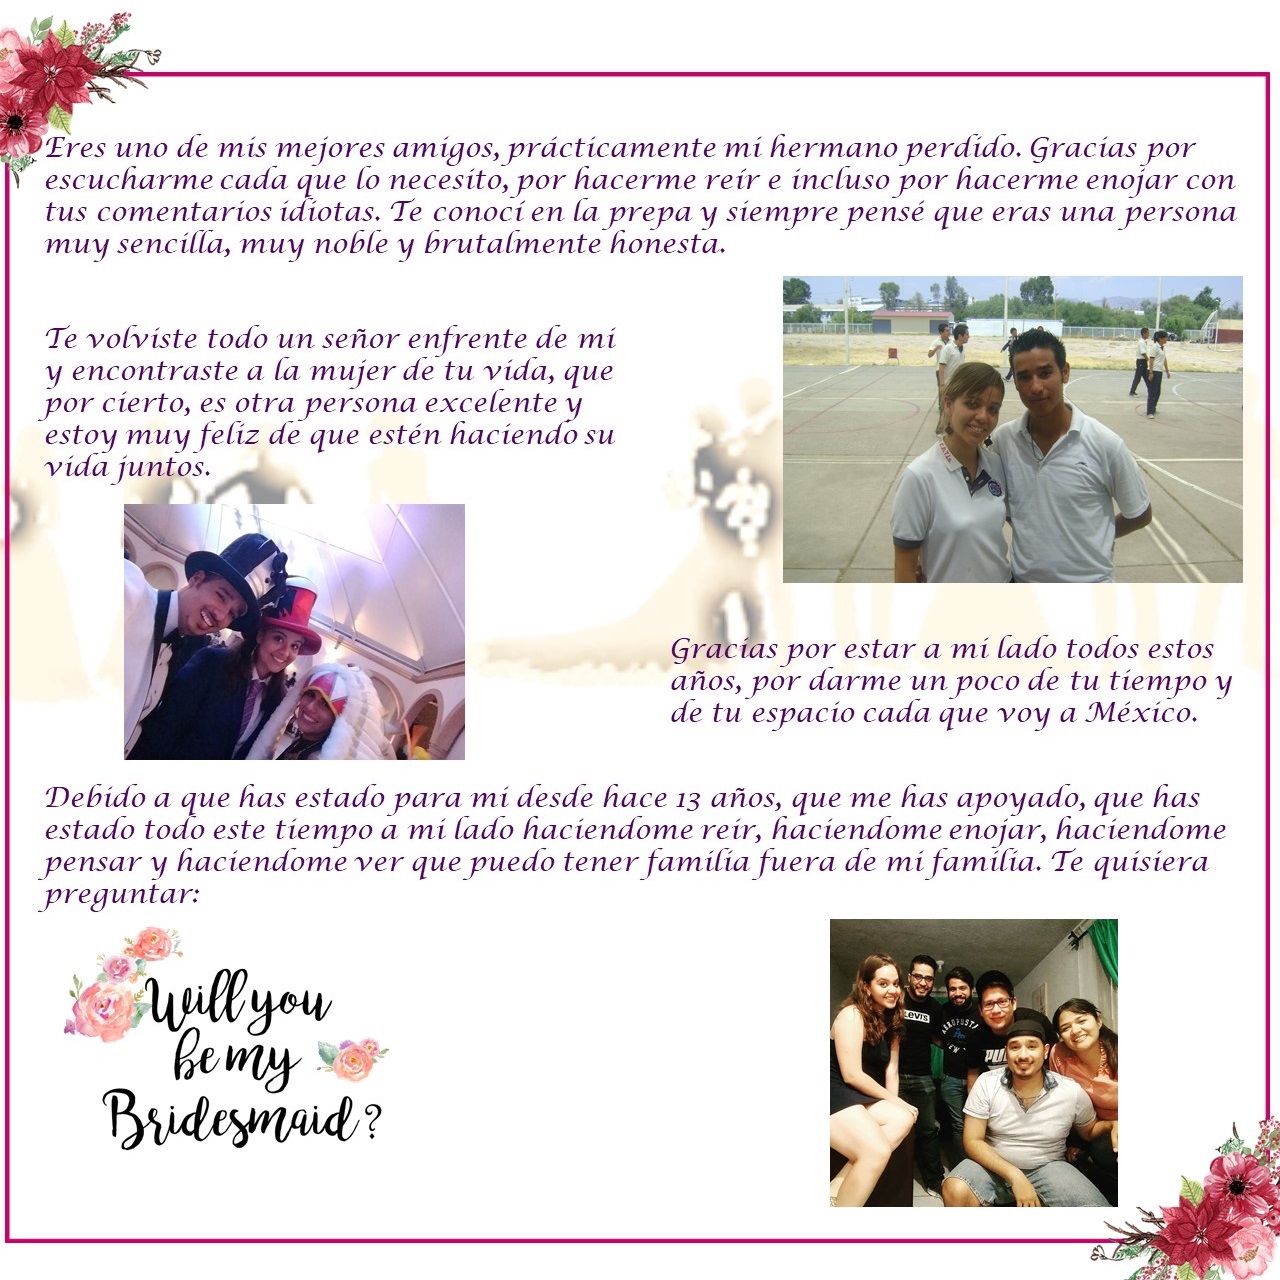 Eres uno de mis mejores amigos, prácticamente mi hermano perdido. Gracias por
escucharme cada que lo necesito, por hacerme reír e incluso por hacerme enojar con
tus comentarios idiotas. Te conocí en la prepa y siempre pensé que eras una persona
muy sencilla, muy noble y brutalmente honesta.
Te volviste todo un señor enfrente de mí
y encontraste a la mujer de tu vida, que
por cierto, es otra persona excelente y
estoy muy feliz de que estén haciendo su
vida juntos.
Gracias por estar a mi lado todos estos
años, por darme un poco de tu tiempo y
de tu espacio cada que voy a México.
Debido a que has estado para mí desde hace 13 años, que me has apoyado, que has
estado todo este tiempo a mi lado haciendome reír, haciendome enojar, haciendome
pensar y haciendome ver que puedo tener familia fuera de mi familia. Te quisiera
preguntar:
Will you
be my
Bridesmaid?
LEVI'S
AEROPOSTA
PU